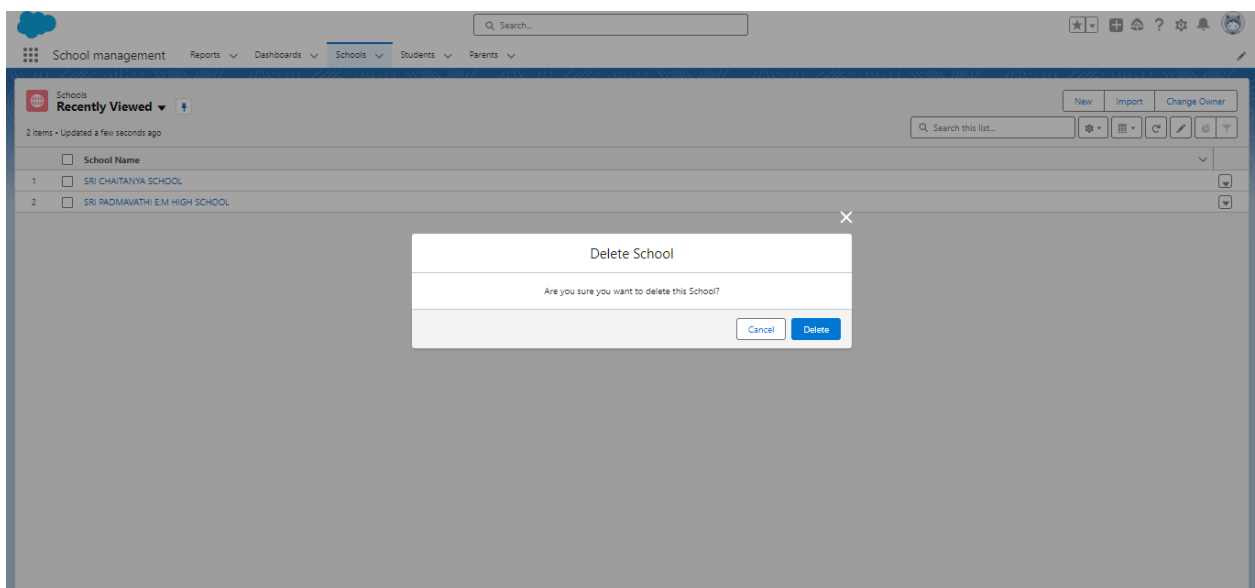 Search...
School management Reports Dashboards Schools Students Parents
Schools
Recently Viewed
New Import Change Owner
2 items • Updated a few seconds ago
Search this list...
School Name
1 SRI CHAITANYA SCHOOL
2 SRI PADMAVATHI E.M HIGH SCHOOL
Delete School
Are you sure you want to delete this School?
Cancel Delete